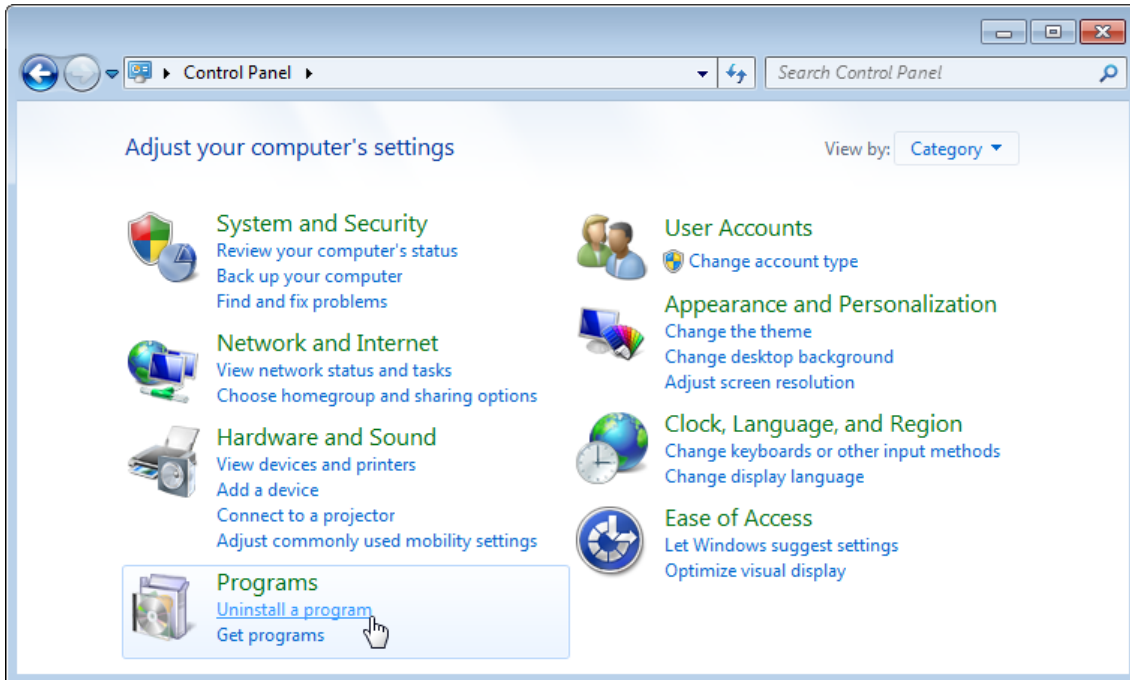 Control Panel
Search Control Panel
Adjust your computer's settings
View by: Category
System and Security
Review your computer's status
Back up your computer
Find and fix problems
Network and Internet
View network status and tasks
Choose homegroup and sharing options
Hardware and Sound
View devices and printers
Add a device
Connect to a projector
Adjust commonly used mobility settings
Programs
Uninstall a program
Get programs
User Accounts
Change account type
Appearance and Personalization
Change the theme
Change desktop background
Adjust screen resolution
Clock, Language, and Region
Change keyboards or other input methods
Change display language
Ease of Access
Let Windows suggest settings
Optimize visual display